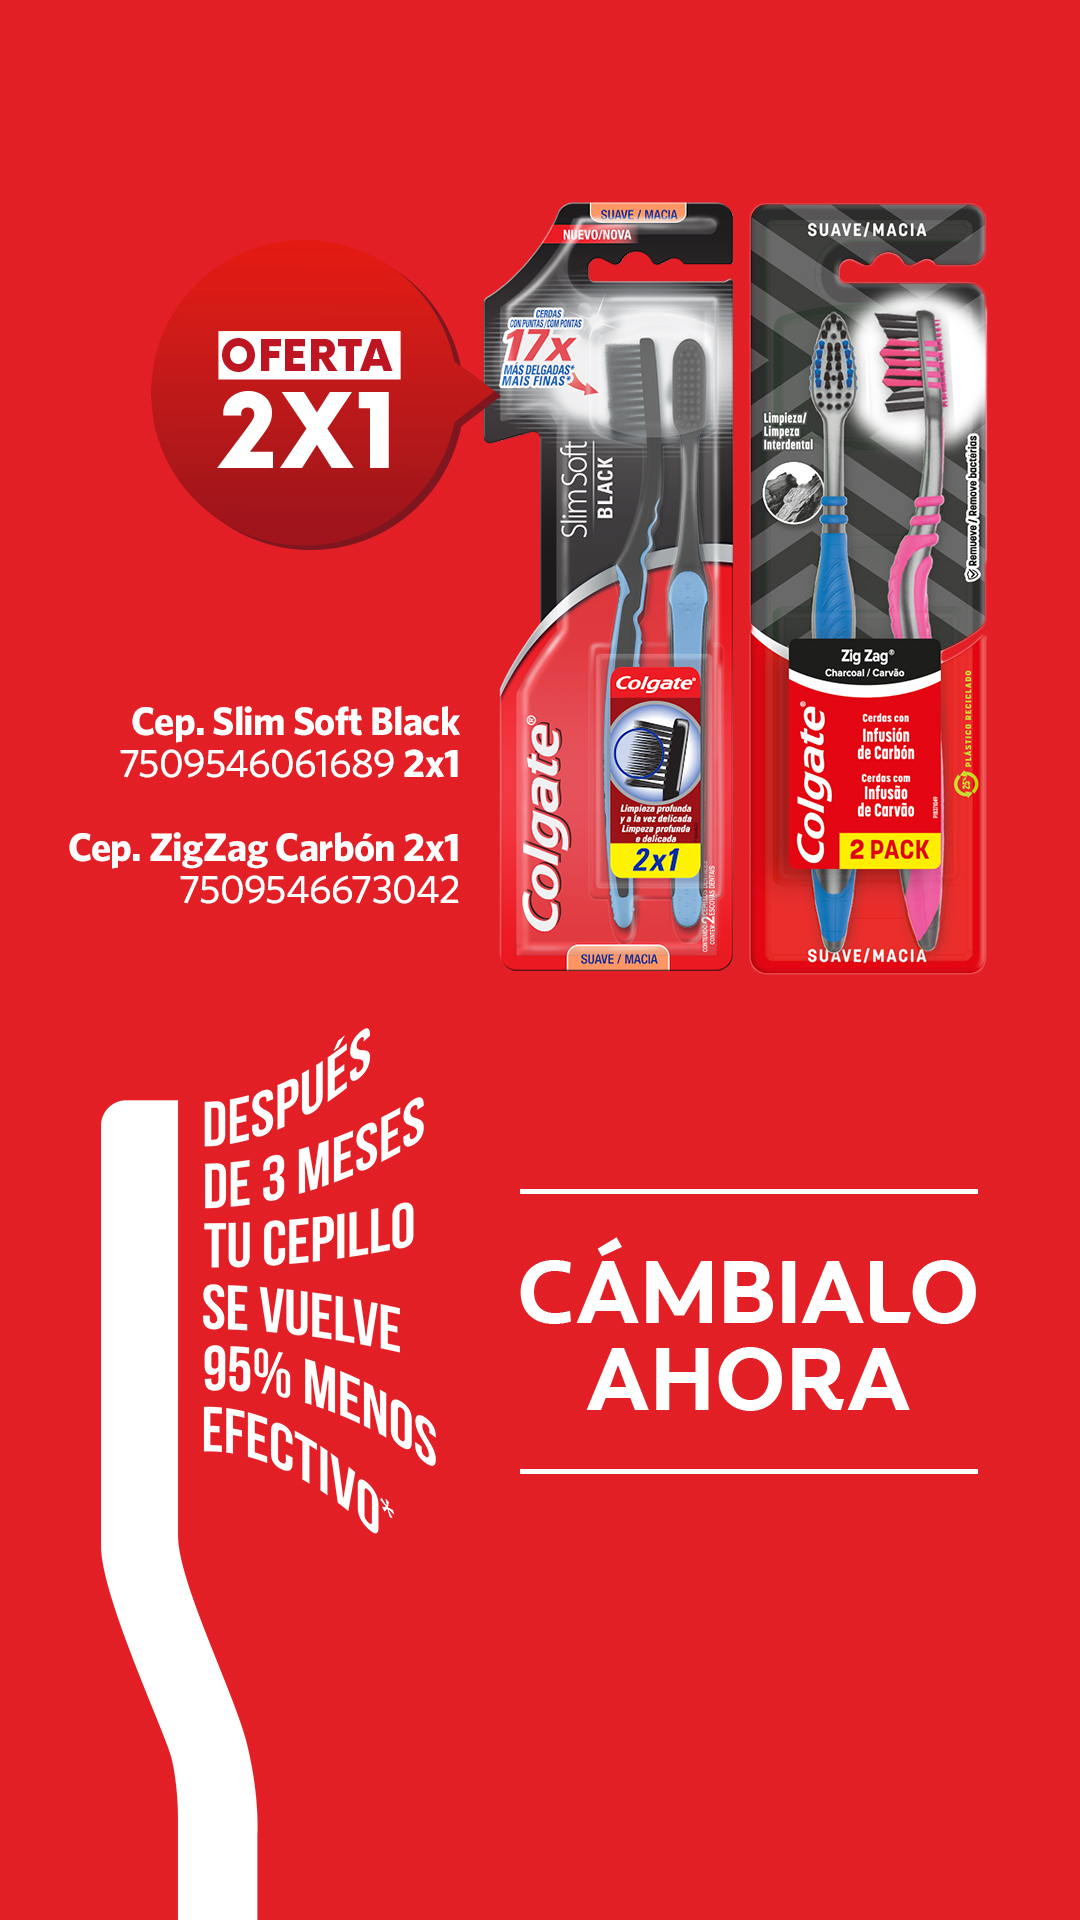 OFERTA
2X1
SUAVE / MACIA
NUEVO/NOVA
CERDAS
CON PUNTAS/COM PONTAS
17x
MÁS DELGADAS*
MAIS FINAS*
SlimSoft
BLACK
Colgate®
Colgate®
Limpieza profunda
y a la vez delicada
Limpeza profunda
e delicada
2x1
SUAVE / MACIA
SUAVE/MACIA
Limpieza/
Limpeza
Interdental
Remueve / Remove bactérias
Zig Zag®
Charcoal / Carvão
Colgate®
Cerdas con
Infusión
de Carbón
Cerdas com
Infusão
de Carvão
2 PACK
25%
PLÁSTICO RECICLADO
SUAVE/MACIA
Cep. Slim Soft Black
7509546061689 2x1
Cep. ZigZag Carbón 2x1
7509546673042
DESPUÉS
DE 3 MESES
TU CEPILLO
SE VUELVE
95% MENOS
EFECTIVO*
CÁMBIALO
AHORA